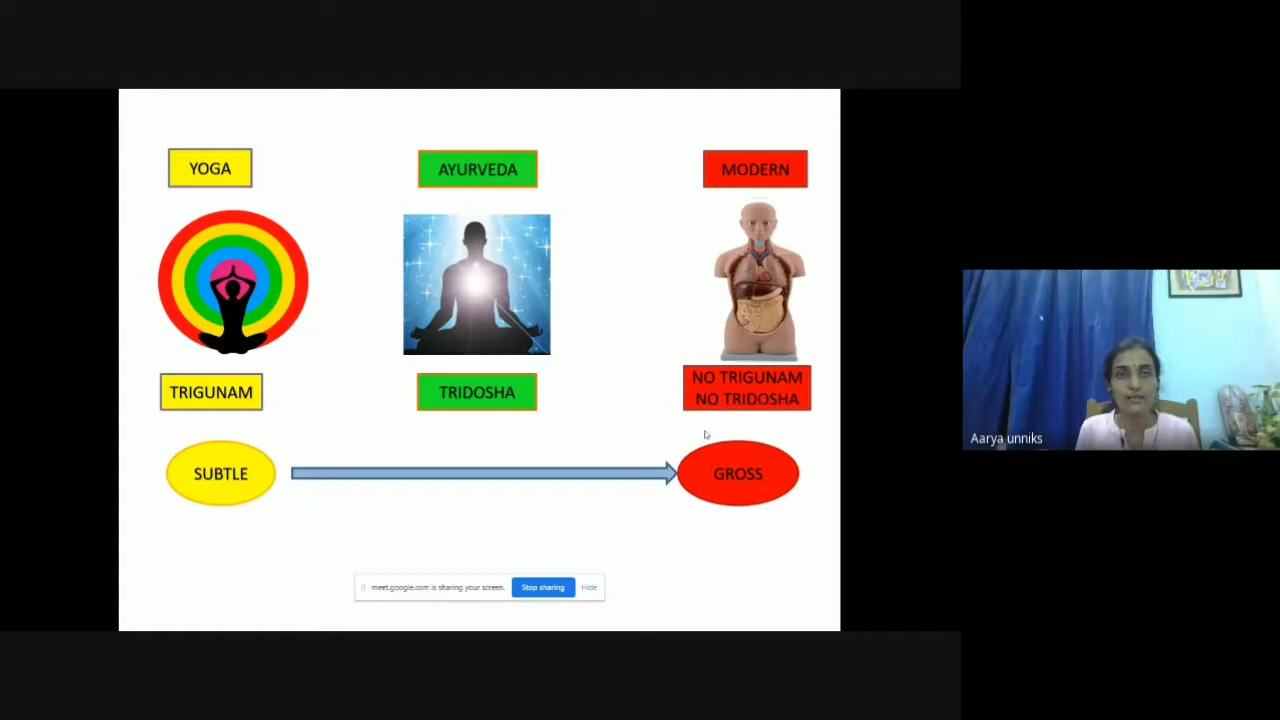 YOGA
AYURVEDA
MODERN
TRIGUNAM
TRIDOSHA
NO TRIGUNAM
NO TRIDOSHA
SUBTLE
GROSS
Aarya unniks
meet.google.com is sharing your screen.
Stop sharing
Hide